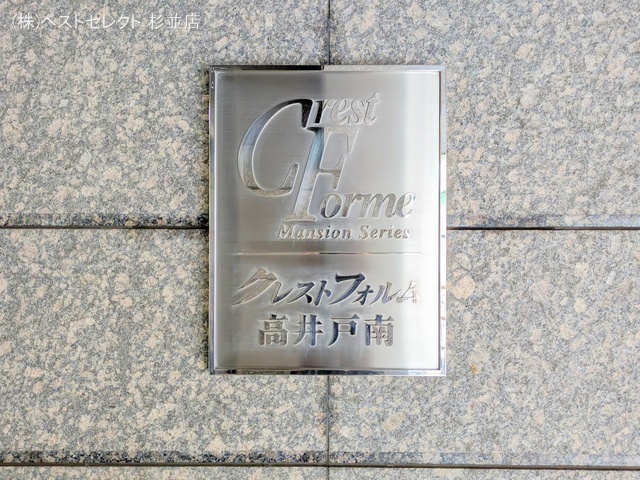 (株)ベストセレクト 杉並店
Crest
Forme
Mansion Series
クレストフォルム
高井戸南